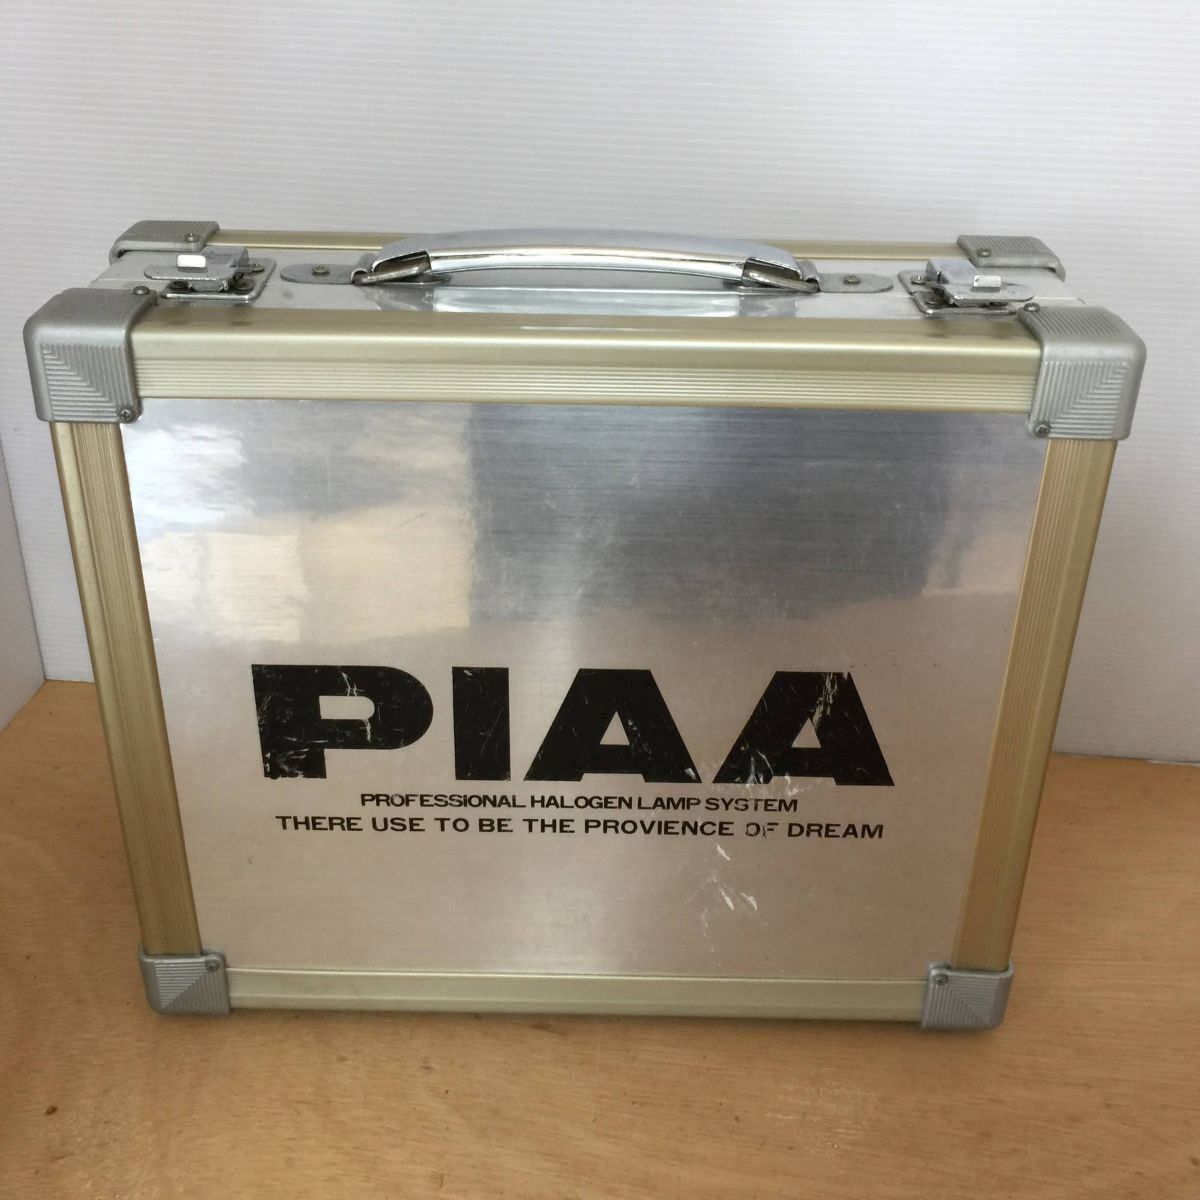 PIAA
PROFESSIONAL HALOGEN LAMP SYSTEM
THERE USE TO BE THE PROVIENCE OF DREAM